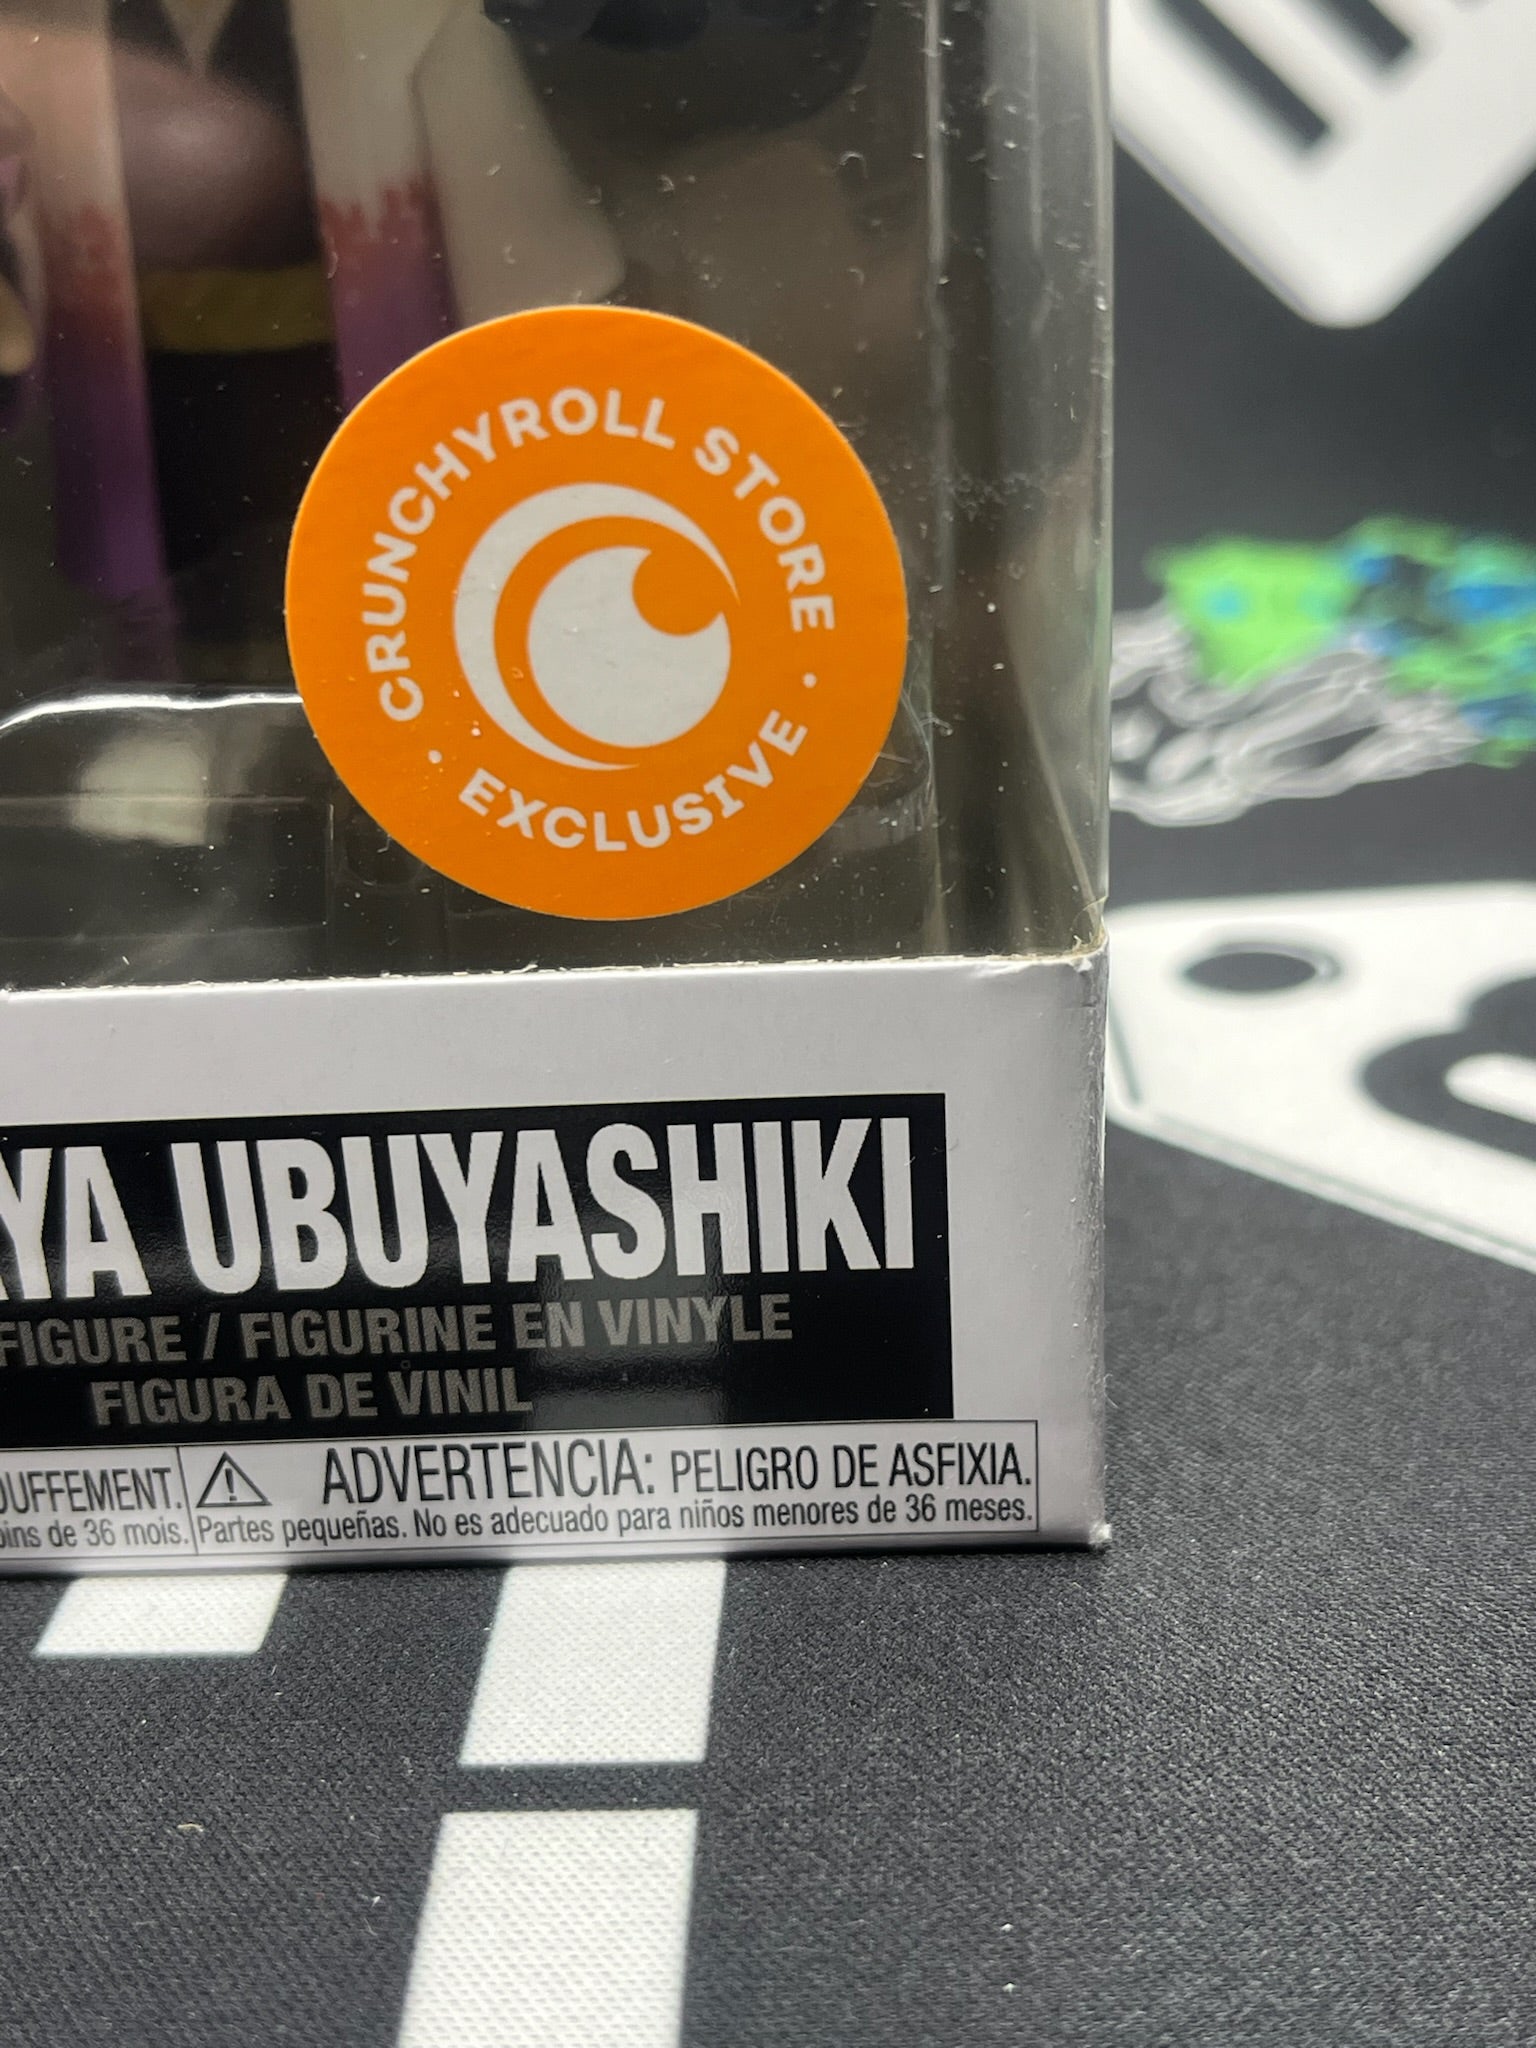 CRUNCHYROLL STORE
· EXCLUSIVE ·
AYA UBUYASHIKI
FIGURE / FIGURINE EN VINYLE
FIGURA DE VINIL
OUFFEMENT.
oins de 36 mois.
ADVERTENCIA: PELIGRO DE ASFIXIA.
Partes pequeñas. No es adecuado para niños menores de 36 meses.